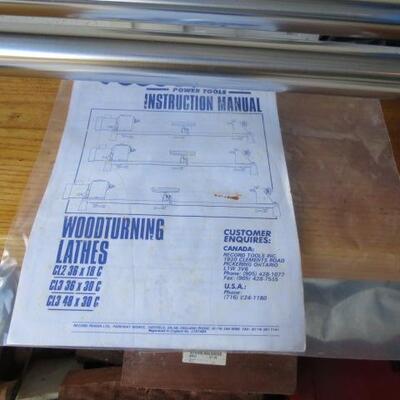 POWER TOOLS
INSTRUCTION MANUAL
WOODTURNING
LATHES
CL2 36 x 18 C
CL3 36 x 30 C
CL3 48 x 30 C
CUSTOMER
ENQUIRES:
CANADA:
RECORD TOOLS INC.
1920 CLEMENTS ROAD
PICKERING ONTARIO
L1W 3V6
Phone: (905) 428-1077
Fax: (905) 428-7555
U.S.A.:
Phone:
(716) 824-1180